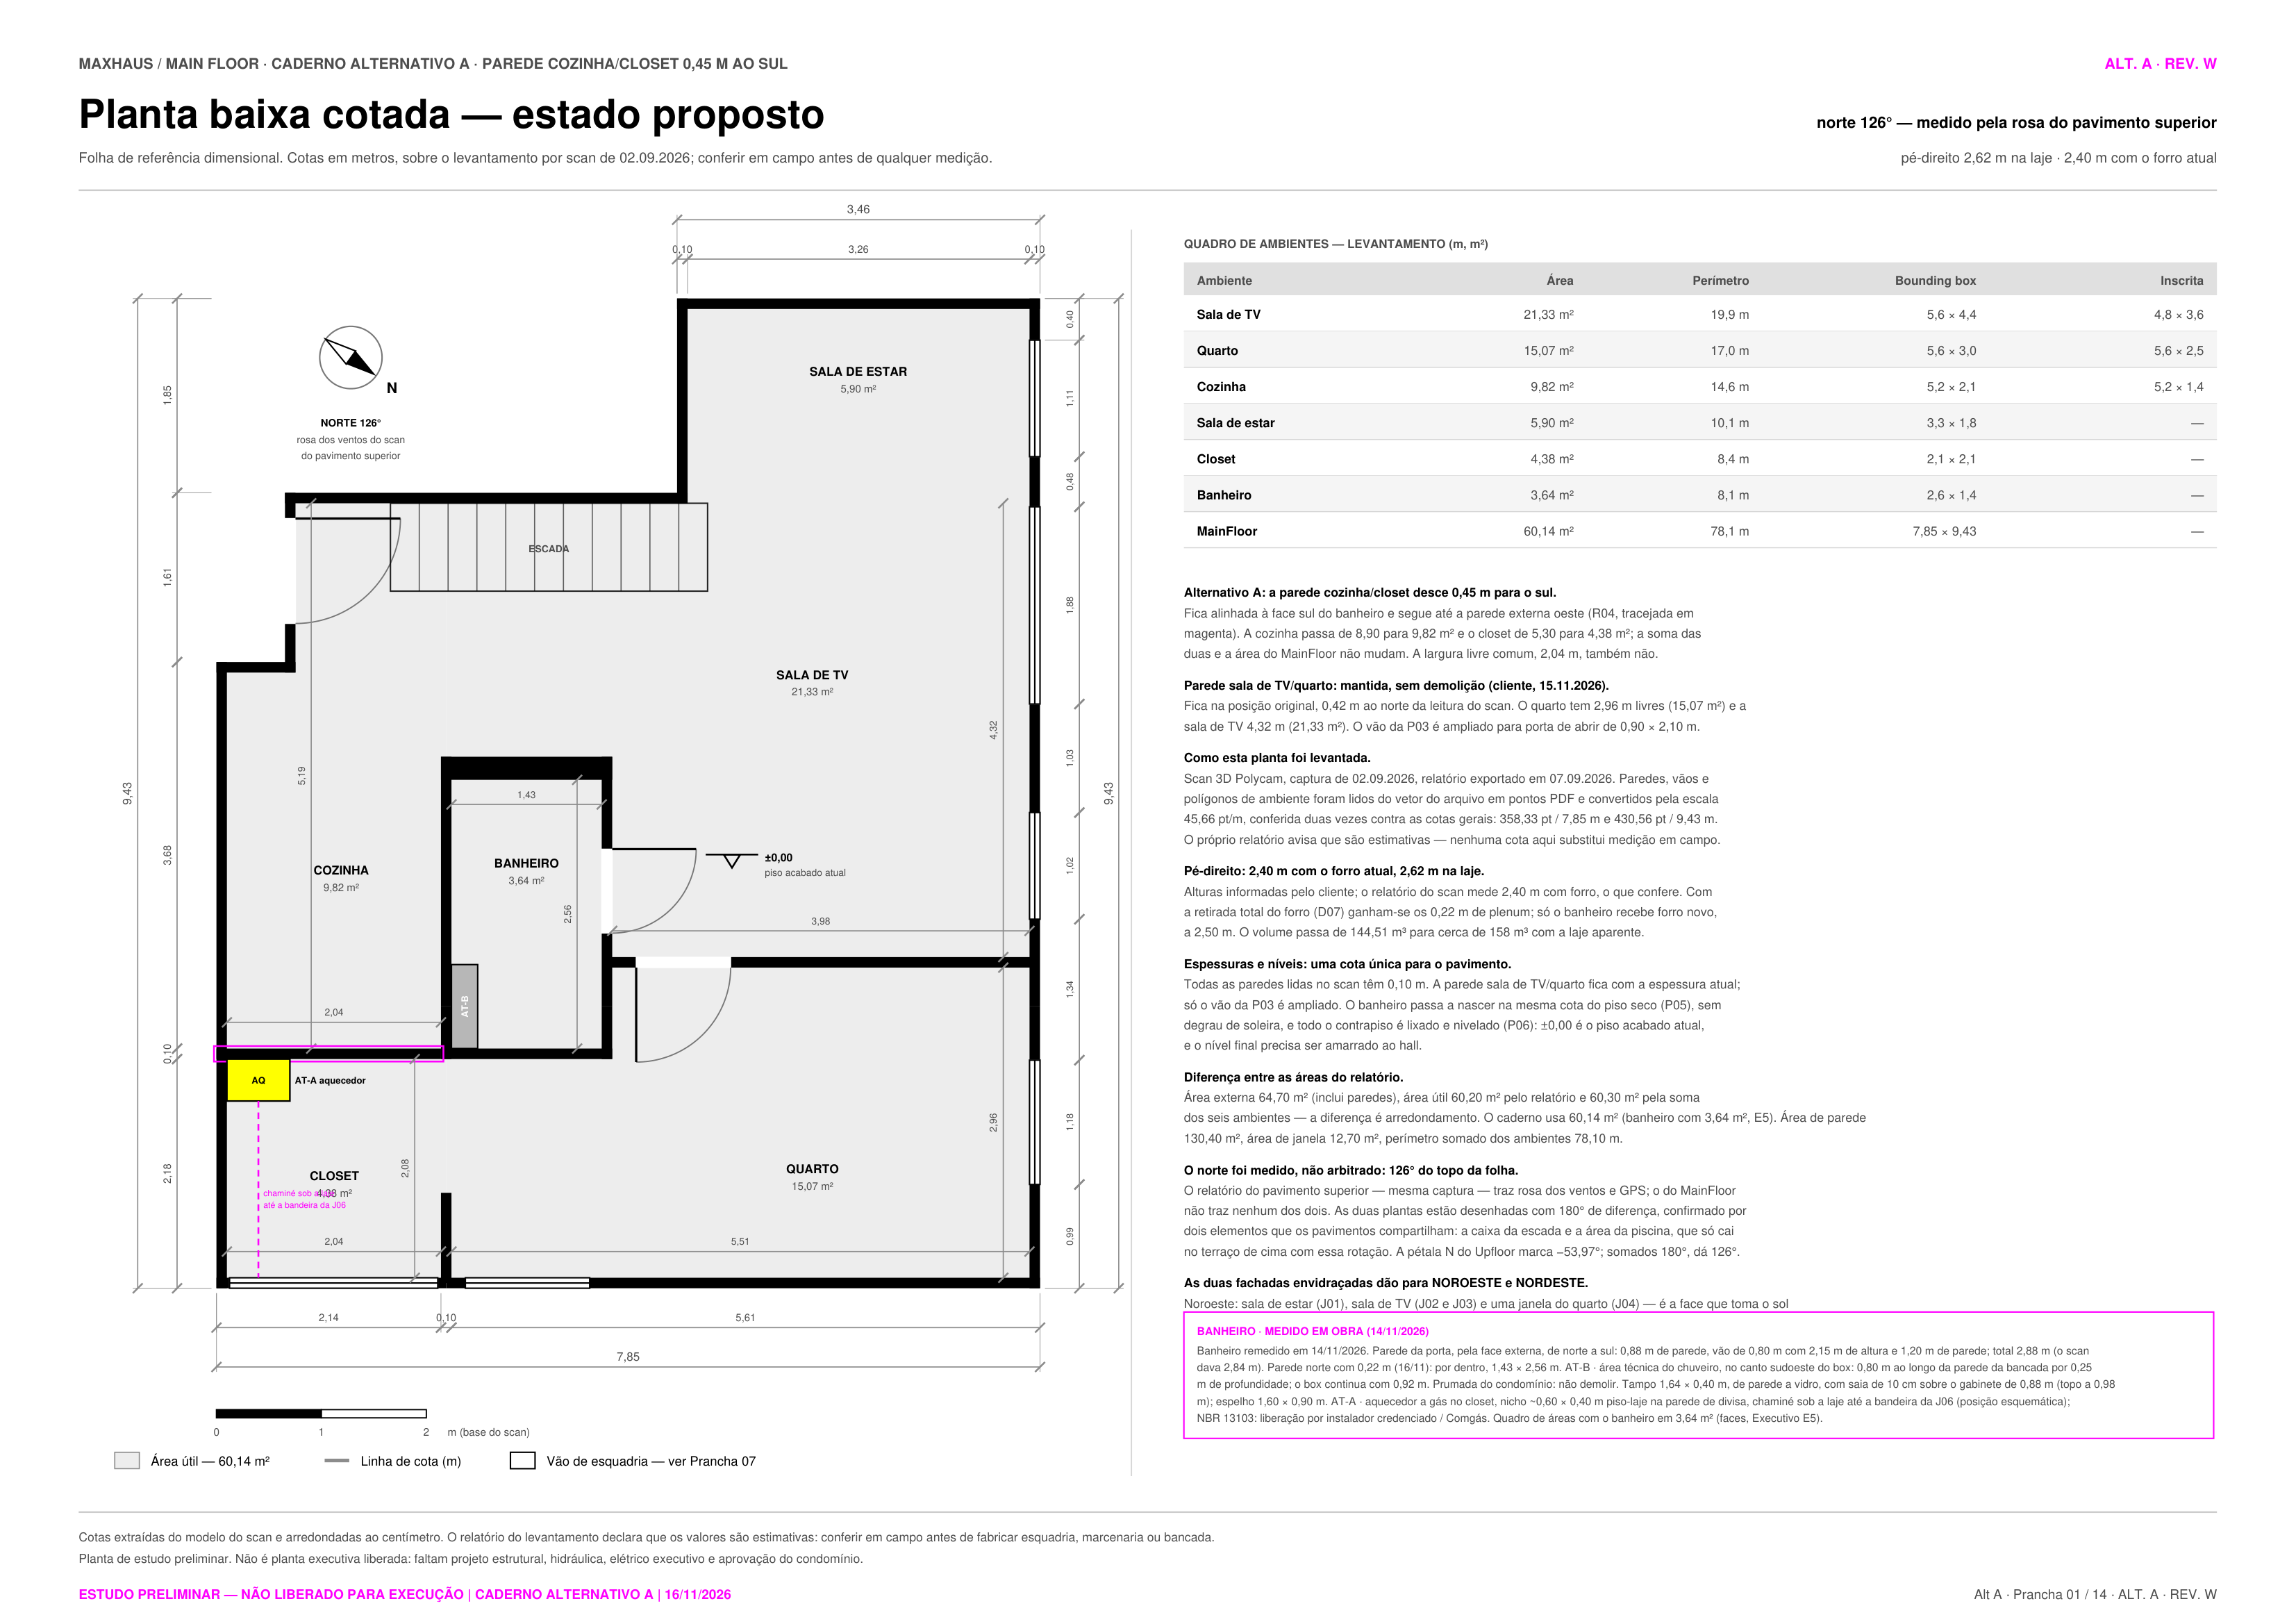 MAXHAUS / MAIN FLOOR · CADERNO ALTERNATIVO A · PAREDE COZINHA/CLOSET 0,45 M AO SUL
ALT. A · REV. W
Planta baixa cotada — estado proposto
norte 126° — medido pela rosa do pavimento superior
Folha de referência dimensional. Cotas em metros, sobre o levantamento por scan de 02.09.2026; conferir em campo antes de qualquer medição.
pé-direito 2,62 m na laje · 2,40 m com o forro atual
3,46
0,10
3,26
0,10
0,40
1,11
0,48
1,88
1,03
1,02
1,34
1,18
0,99
9,43
9,43
1,85
1,61
3,68
0,10
2,18
N
NORTE 126°
rosa dos ventos do scan
do pavimento superior
SALA DE ESTAR
5,90 m²
ESCADA
SALA DE TV
21,33 m²
4,32
5,19
1,43
BANHEIRO
3,64 m²
2,56
±0,00
piso acabado atual
COZINHA
9,82 m²
3,98
AT-B
2,04
AQ
AT-A aquecedor
2,08
2,96
CLOSET
4,38 m²
chaminé sob a laje
até a bandeira da J06
QUARTO
15,07 m²
2,04
5,51
2,14
0,10
5,61
7,85
0
1
2
m (base do scan)
Área útil — 60,14 m²
Linha de cota (m)
Vão de esquadria — ver Prancha 07
QUADRO DE AMBIENTES — LEVANTAMENTO (m, m²)
Ambiente Área Perímetro Bounding box Inscrita
Sala de TV 21,33 m² 19,9 m 5,6 × 4,4 4,8 × 3,6
Quarto 15,07 m² 17,0 m 5,6 × 3,0 5,6 × 2,5
Cozinha 9,82 m² 14,6 m 5,2 × 2,1 5,2 × 1,4
Sala de estar 5,90 m² 10,1 m 3,3 × 1,8 —
Closet 4,38 m² 8,4 m 2,1 × 2,1 —
Banheiro 3,64 m² 8,1 m 2,6 × 1,4 —
MainFloor 60,14 m² 78,1 m 7,85 × 9,43 —
Alternativo A: a parede cozinha/closet desce 0,45 m para o sul.
Fica alinhada à face sul do banheiro e segue até a parede externa oeste (R04, tracejada em
magenta). A cozinha passa de 8,90 para 9,82 m² e o closet de 5,30 para 4,38 m²; a soma das
duas e a área do MainFloor não mudam. A largura livre comum, 2,04 m, também não.
Parede sala de TV/quarto: mantida, sem demolição (cliente, 15.11.2026).
Fica na posição original, 0,42 m ao norte da leitura do scan. O quarto tem 2,96 m livres (15,07 m²) e a
sala de TV 4,32 m (21,33 m²). O vão da P03 é ampliado para porta de abrir de 0,90 × 2,10 m.
Como esta planta foi levantada.
Scan 3D Polycam, captura de 02.09.2026, relatório exportado em 07.09.2026. Paredes, vãos e
polígonos de ambiente foram lidos do vetor do arquivo em pontos PDF e convertidos pela escala
45,66 pt/m, conferida duas vezes contra as cotas gerais: 358,33 pt / 7,85 m e 430,56 pt / 9,43 m.
O próprio relatório avisa que são estimativas — nenhuma cota aqui substitui medição em campo.
Pé-direito: 2,40 m com o forro atual, 2,62 m na laje.
Alturas informadas pelo cliente; o relatório do scan mede 2,40 m com forro, o que confere. Com
a retirada total do forro (D07) ganham-se os 0,22 m de plenum; só o banheiro recebe forro novo,
a 2,50 m. O volume passa de 144,51 m³ para cerca de 158 m³ com a laje aparente.
Espessuras e níveis: uma cota única para o pavimento.
Todas as paredes lidas no scan têm 0,10 m. A parede sala de TV/quarto fica com a espessura atual;
só o vão da P03 é ampliado. O banheiro passa a nascer na mesma cota do piso seco (P05), sem
degrau de soleira, e todo o contrapiso é lixado e nivelado (P06): ±0,00 é o piso acabado atual,
e o nível final precisa ser amarrado ao hall.
Diferença entre as áreas do relatório.
Área externa 64,70 m² (inclui paredes), área útil 60,20 m² pelo relatório e 60,30 m² pela soma
dos seis ambientes — a diferença é arredondamento. O caderno usa 60,14 m² (banheiro com 3,64 m², E5). Área de parede
130,40 m², área de janela 12,70 m², perímetro somado dos ambientes 78,10 m.
O norte foi medido, não arbitrado: 126° do topo da folha.
O relatório do pavimento superior — mesma captura — traz rosa dos ventos e GPS; o do MainFloor
não traz nenhum dos dois. As duas plantas estão desenhadas com 180° de diferença, confirmado por
dois elementos que os pavimentos compartilham: a caixa da escada e a área da piscina, que só cai
no terraço de cima com essa rotação. A pétala N do Upfloor marca −53,97°; somados 180°, dá 126°.
As duas fachadas envidraçadas dão para NOROESTE e NORDESTE.
Noroeste: sala de estar (J01), sala de TV (J02 e J03) e uma janela do quarto (J04) — é a face que toma o sol
BANHEIRO · MEDIDO EM OBRA (14/11/2026)
Banheiro remedido em 14/11/2026. Parede da porta, pela face externa, de norte a sul: 0,88 m de parede, vão de 0,80 m com 2,15 m de altura e 1,20 m de parede; total 2,88 m (o scan
dava 2,84 m). Parede norte com 0,22 m (16/11): por dentro, 1,43 × 2,56 m. AT-B · área técnica do chuveiro, no canto sudoeste do box: 0,80 m ao longo da parede da bancada por 0,25
m de profundidade; o box continua com 0,92 m. Prumada do condomínio: não demolir. Tampo 1,64 × 0,40 m, de parede a vidro, com saia de 10 cm sobre o gabinete de 0,88 m (topo a 0,98
m); espelho 1,60 × 0,90 m. AT-A · aquecedor a gás no closet, nicho ~0,60 × 0,40 m piso-laje na parede de divisa, chaminé sob a laje até a bandeira da J06 (posição esquemática);
NBR 13103: liberação por instalador credenciado / Comgás. Quadro de áreas com o banheiro em 3,64 m² (faces, Executivo E5).
Cotas extraídas do modelo do scan e arredondadas ao centímetro. O relatório do levantamento declara que os valores são estimativas: conferir em campo antes de fabricar esquadria, marcenaria ou bancada.
Planta de estudo preliminar. Não é planta executiva liberada: faltam projeto estrutural, hidráulica, elétrico executivo e aprovação do condomínio.
ESTUDO PRELIMINAR — NÃO LIBERADO PARA EXECUÇÃO | CADERNO ALTERNATIVO A | 16/11/2026
Alt A · Prancha 01 / 14 · ALT. A · REV. W